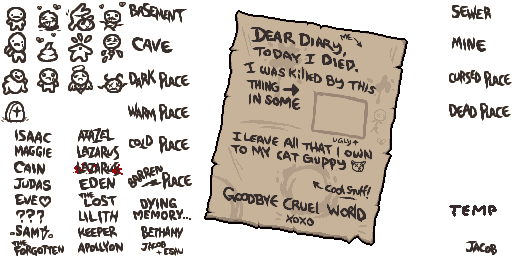 BASEMENT
CAVE
DARK PLACE
WARM PLACE
COLD PLACE
BARREN PLACE
DYING MEMORY...
ISAAC
MAGGIE
CAIN
JUDAS
EVE
???
SAMS
THE FORGOTTEN
AZAZEL
LAZARUS
LAZARUS
EDEN
THE LOST
LILITH
KEEPER
APOLLYON
BETHANY
JACOB + ESAU
DEAR DIARY,
ME
TODAY I DIED.
I WAS KILLED BY THIS
THING
IN SOME
UGLY
I LEAVE ALL THAT I OWN
TO MY CAT GUPPY
COOL STUFF!
GOODBYE CRUEL WORLD
XOXO
SEWER
MINE
CURSED PLACE
DEAD PLACE
TEMP
JACOB